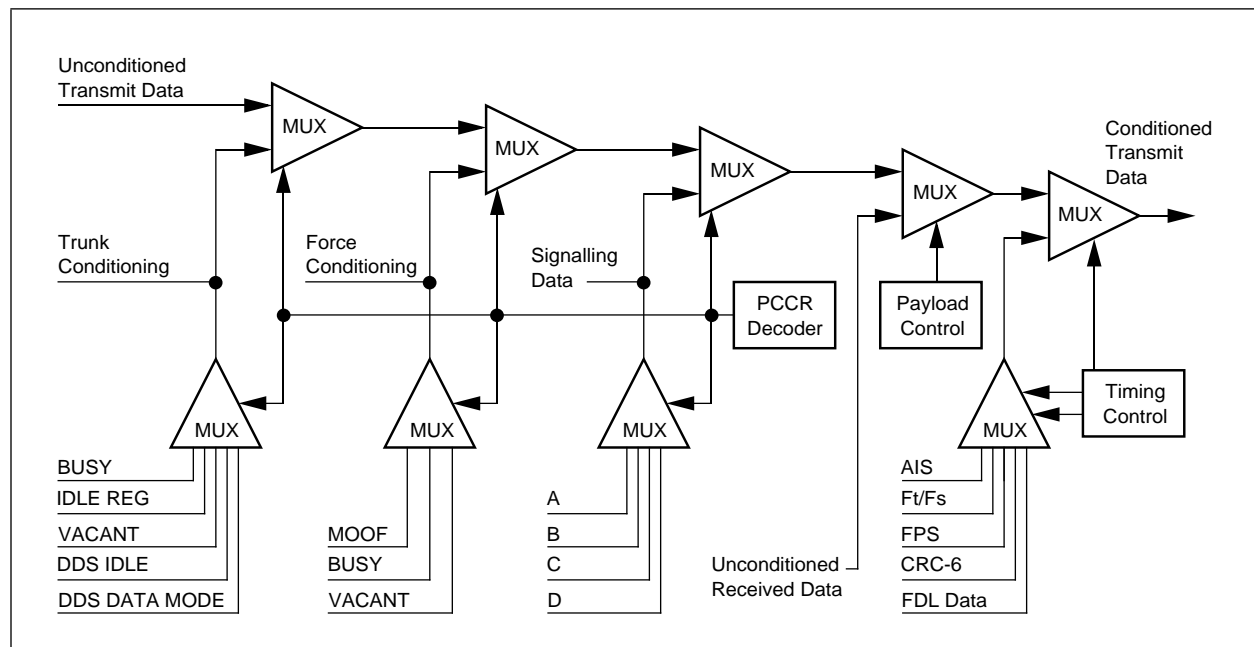 Unconditioned
Transmit Data
MUX
MUX
MUX
MUX
MUX
Conditioned
Transmit
Data
Trunk
Conditioning
Force
Conditioning
Signalling
Data
PCCR
Decoder
Payload
Control
Timing
Control
MUX
MUX
MUX
MUX
BUSY
IDLE REG
VACANT
DDS IDLE
DDS DATA MODE
MOOF
BUSY
VACANT
A
B
C
D
Unconditioned
Received Data
AIS
Ft/Fs
FPS
CRC-6
FDL Data